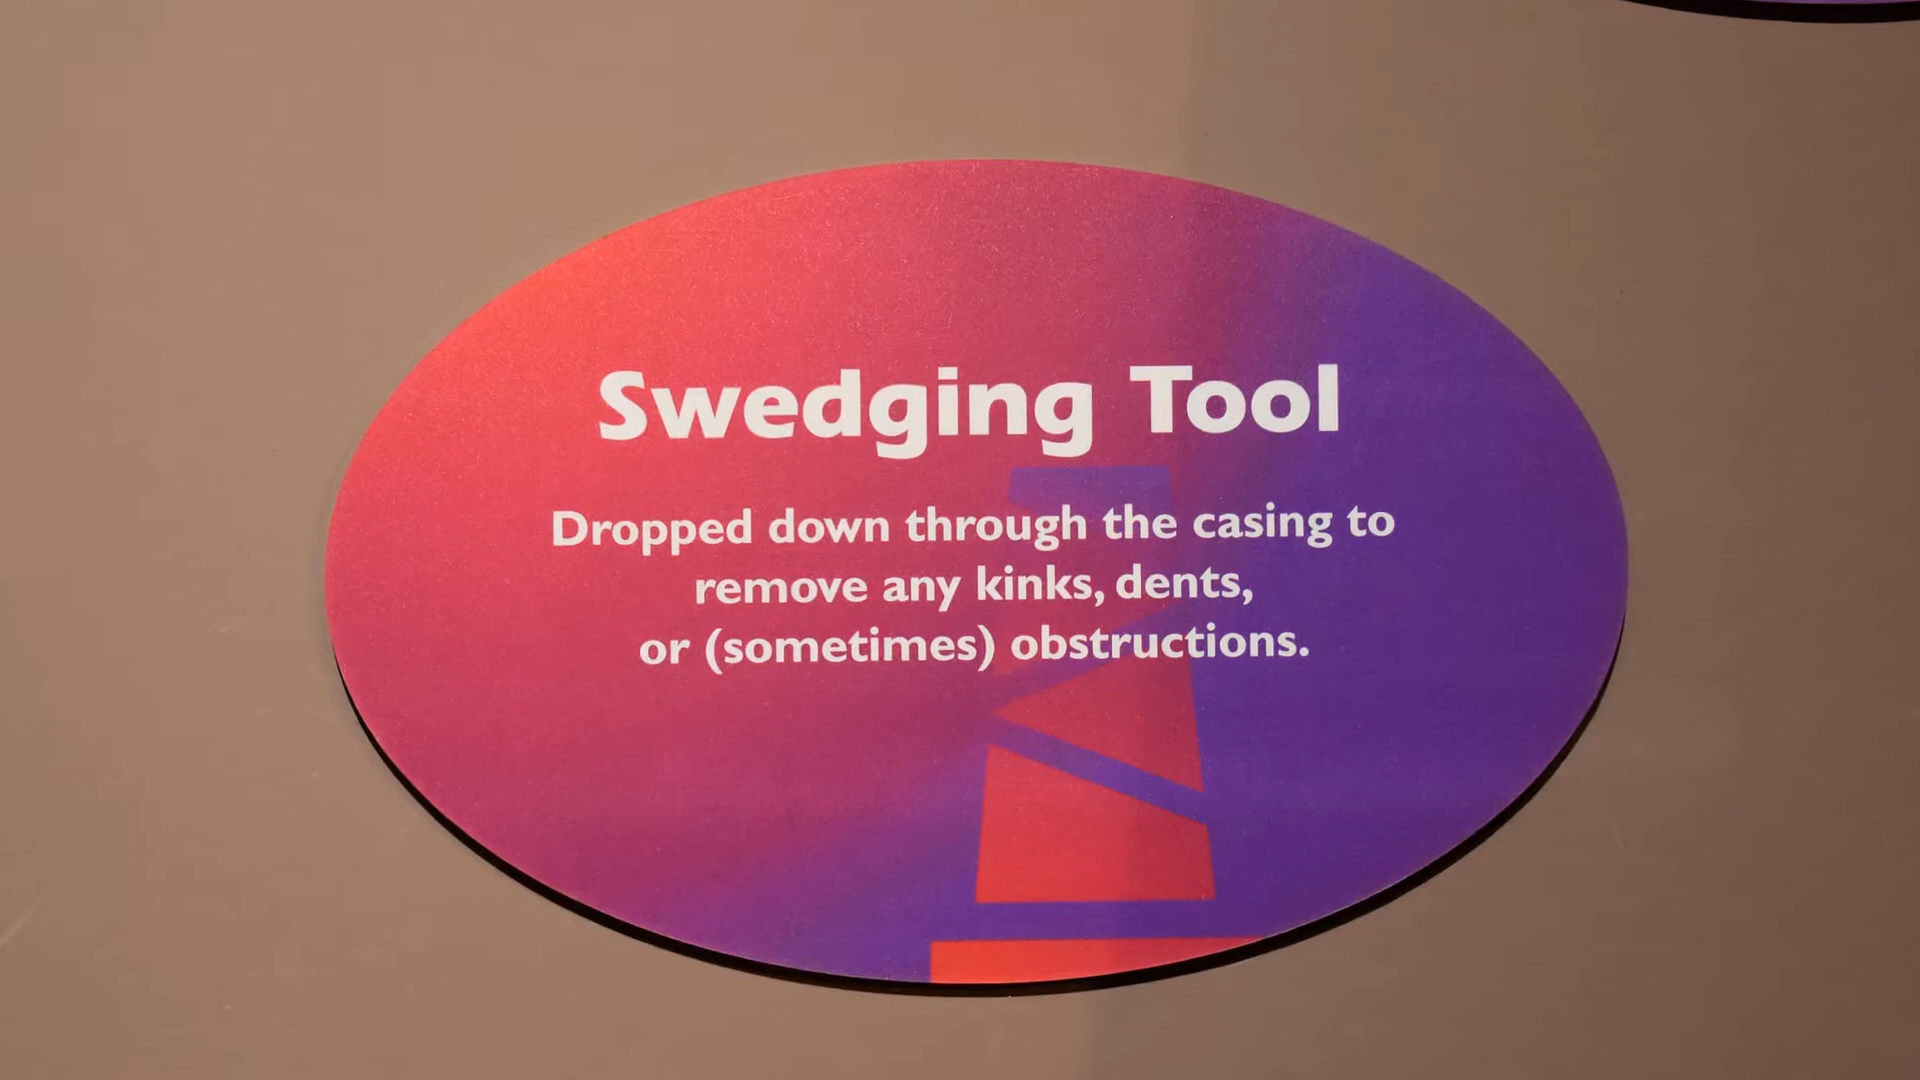 Swedging Tool
Dropped down through the casing to
remove any kinks, dents,
or (sometimes) obstructions.